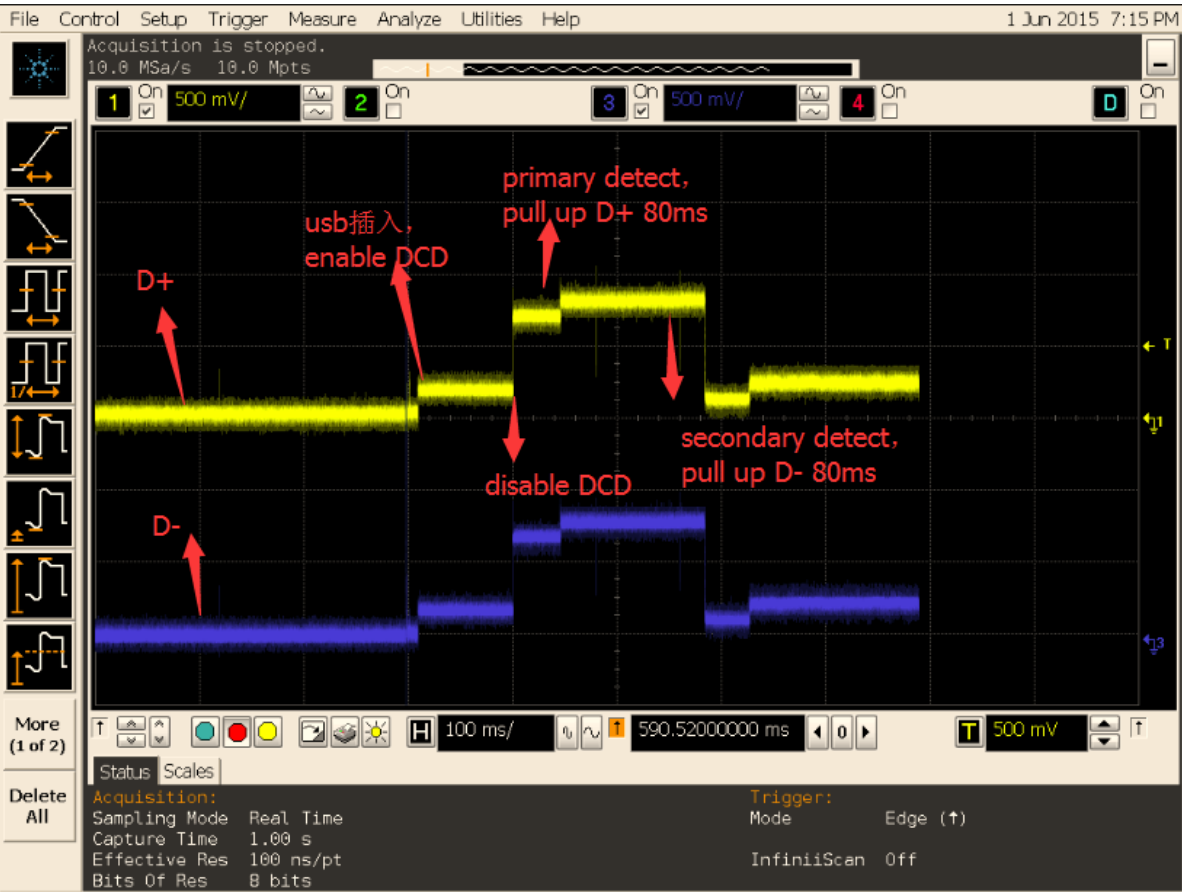 File Control Setup Trigger Measure Analyze Utilities Help 1 Jun 2015 7:15 PM
Acquisition is stopped.
10.0 MSa/s 10.0 Mpts
1 On 500 mV/ 2 On 3 On 500 mV/ 4 On D On
primary detect，
pull up D+ 80ms
usb插入，
enable DCD
D+
T
1
secondary detect，
pull up D- 80ms
disable DCD
D-
3
1/
More
(1 of 2)
H 100 ms/ 590.52000000 ms 0 T 500 mV
Status Scales
Delete
All
Acquisition:
Sampling Mode Real Time
Capture Time 1.00 s
Effective Res 100 ns/pt
Bits Of Res 8 bits
Trigger:
Mode Edge (↑)
InfiniiScan Off